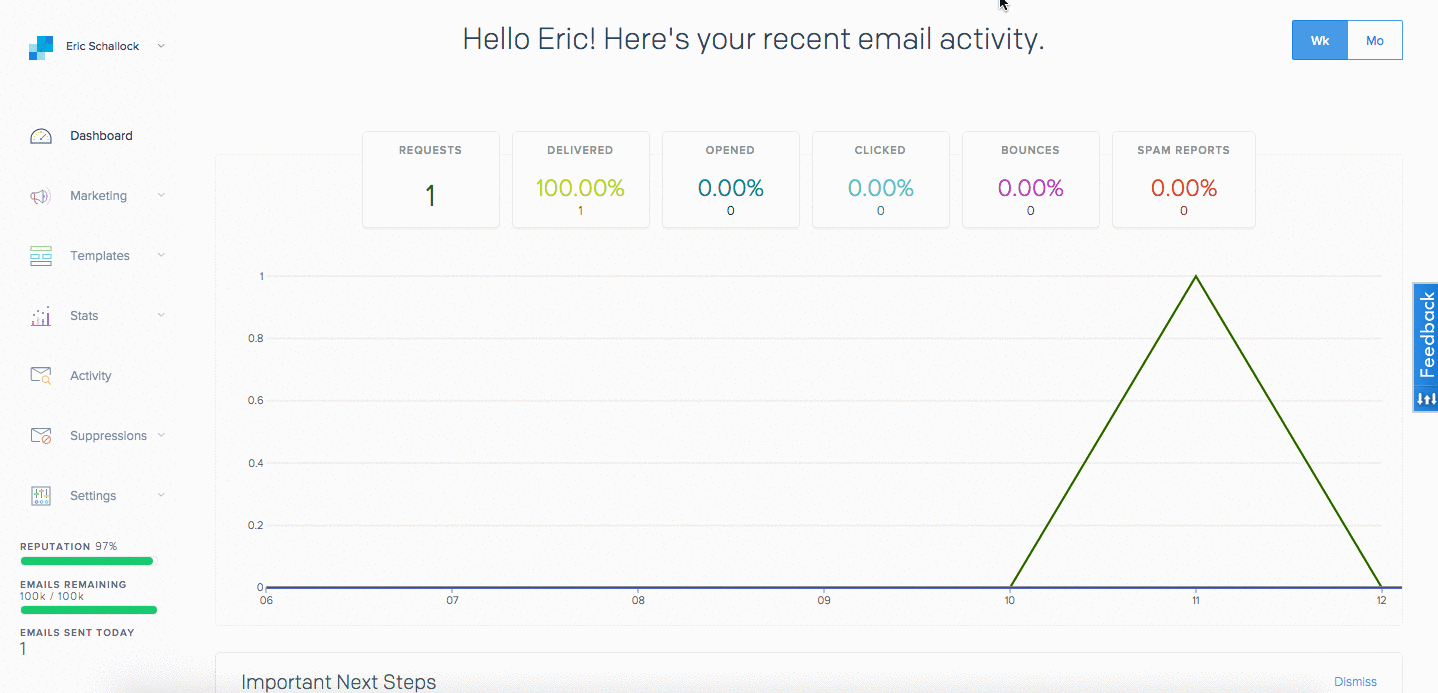 Eric Schallock
Hello Eric! Here's your recent email activity.
Wk
Mo
Dashboard
Marketing
Templates
Stats
Activity
Suppressions
Settings
REPUTATION 97%
EMAILS REMAINING
100k / 100k
EMAILS SENT TODAY
1
REQUESTS
1
DELIVERED
100.00%
1
OPENED
0.00%
0
CLICKED
0.00%
0
BOUNCES
0.00%
0
SPAM REPORTS
0.00%
0
1
0.8
0.6
0.4
0.2
0
06 07 08 09 10 11 12
Feedback
Important Next Steps
Dismiss